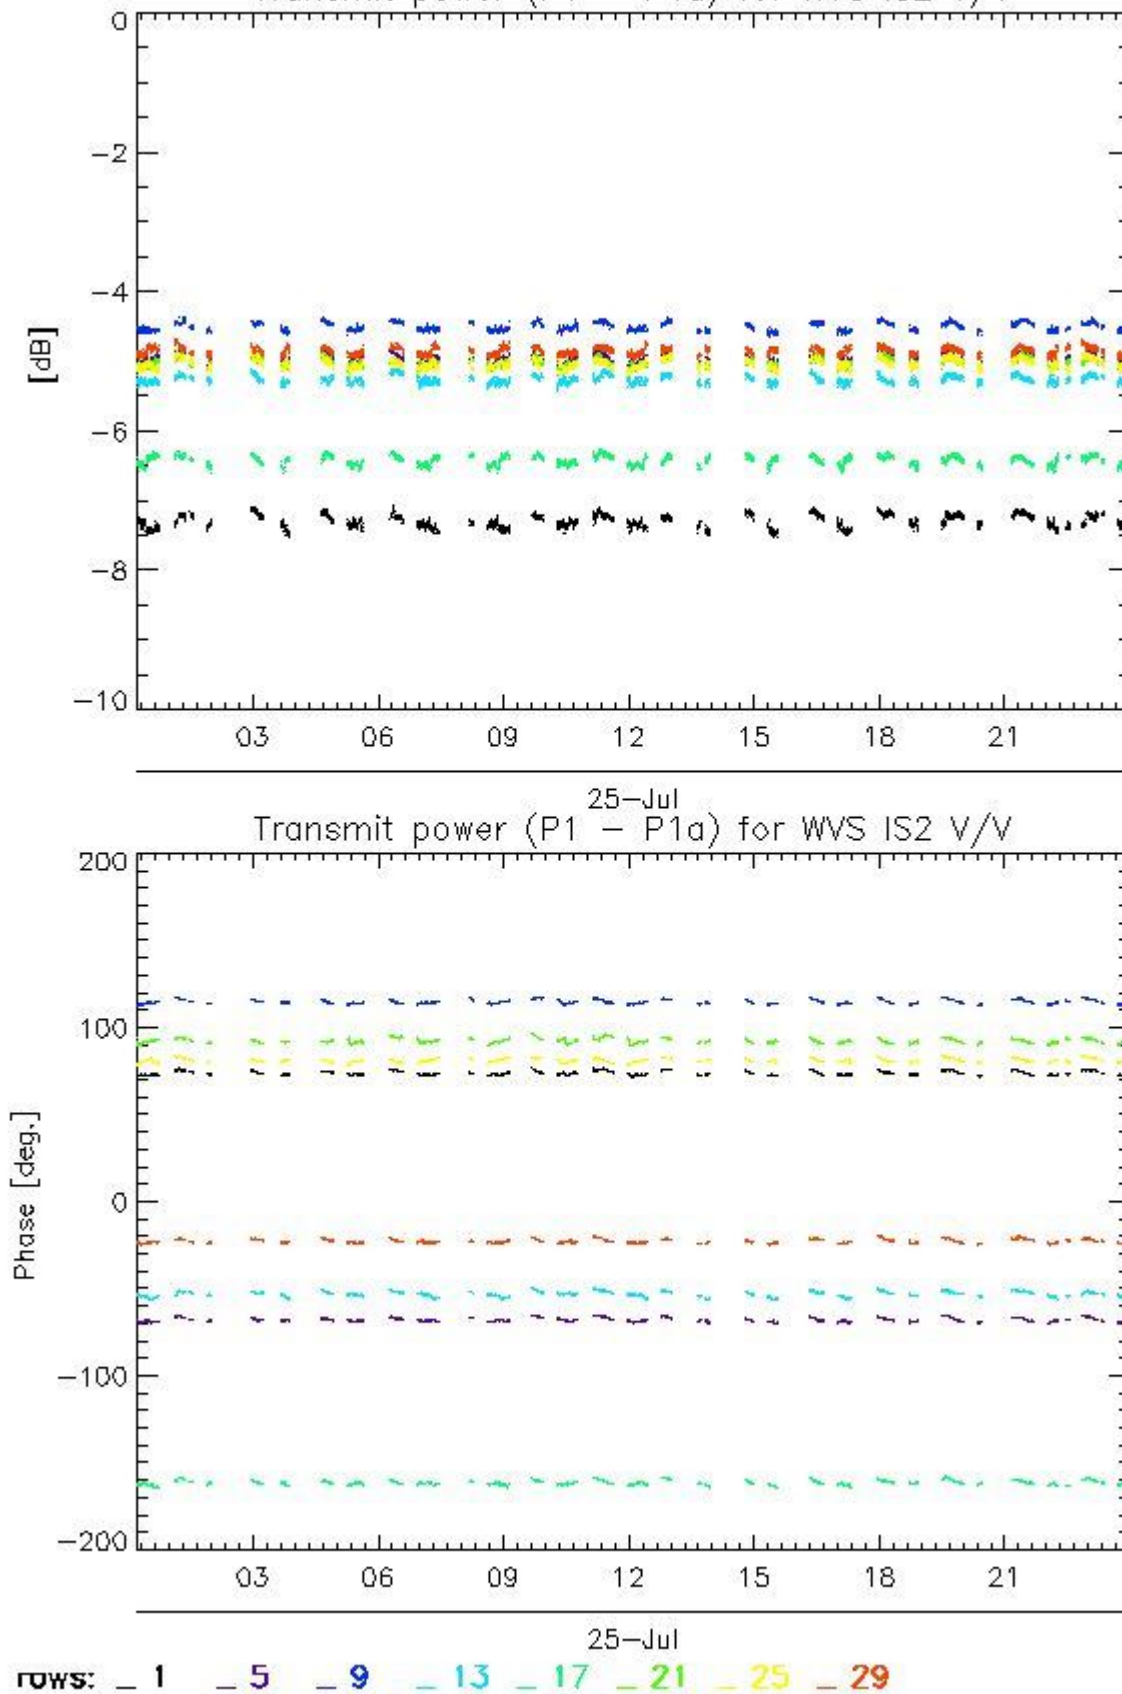 0
-2
-4
[dB]
-6
-8
-10
03 06 09 12 15 18 21
25-Jul
Transmit power (P1 - P1a) for WVS IS2 V/V
200
100
0
Phase [deg.]
-100
-200
03 06 09 12 15 18 21
25-Jul
rows: _ 1 _ 5 _ 9 _ 13 _ 17 _ 21 _ 25 _ 29